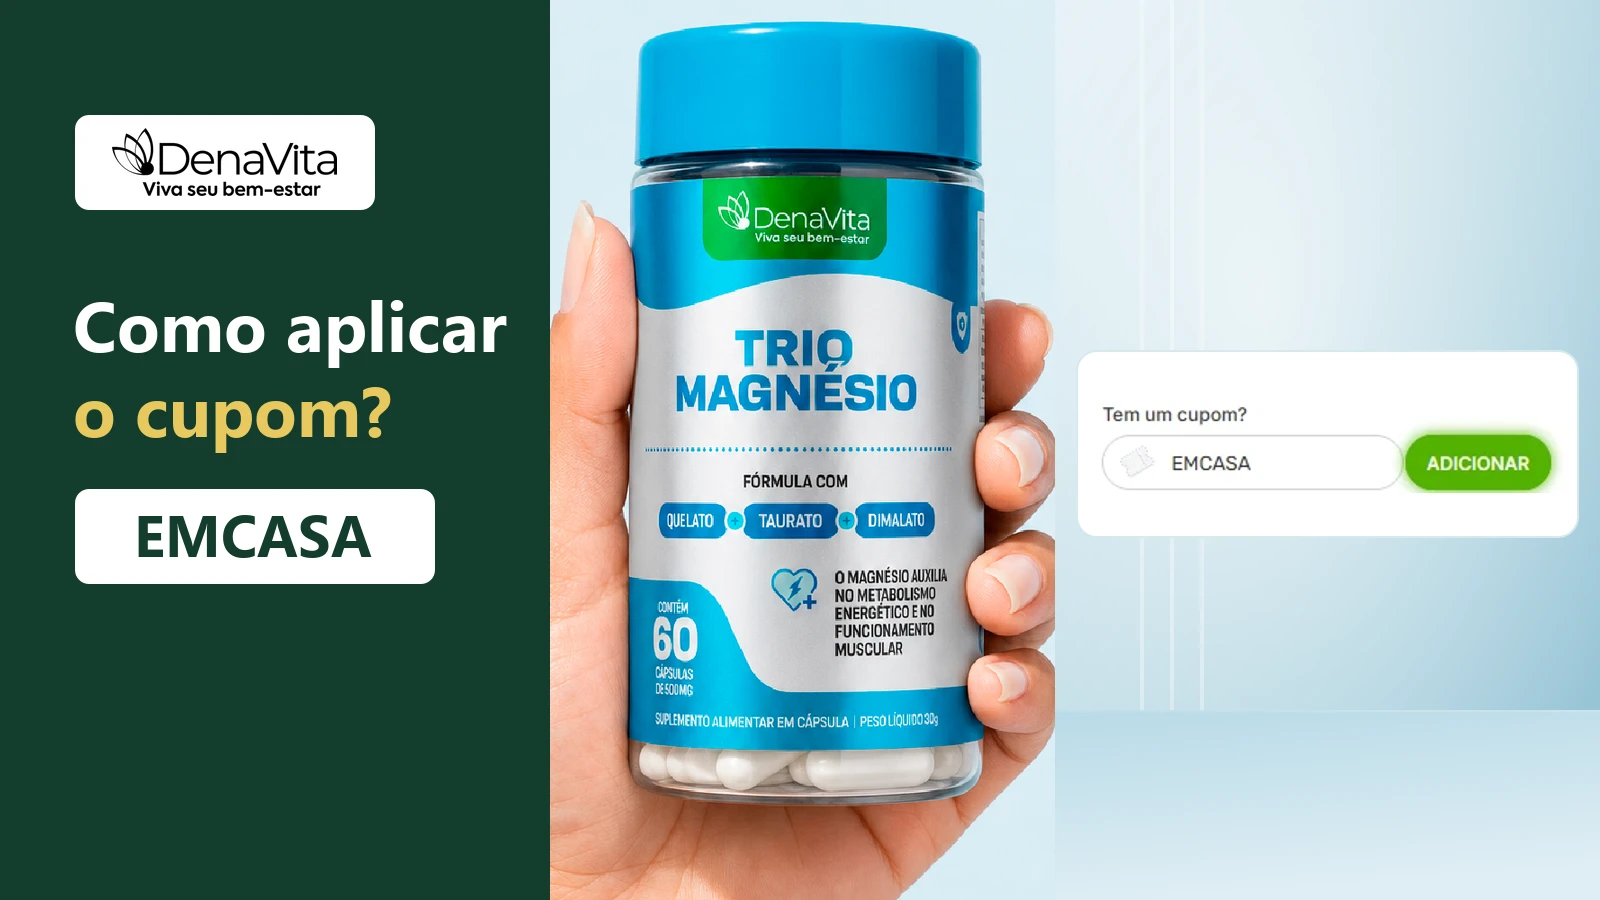 DenaVita
Viva seu bem-estar
Como aplicar
o cupom?
EMCASA
DenaVita
Viva seu bem-estar
TRIO
MAGNÉSIO
FÓRMULA COM
QUELATO + TAURATO + DIMALATO
O MAGNÉSIO AUXILIA
NO METABOLISMO
ENERGÉTICO E NO
FUNCIONAMENTO
MUSCULAR
CONTÉM
60
CÁPSULAS
DE 500MG
SUPLEMENTO ALIMENTAR EM CÁPSULA | PESO LÍQUIDO 30g
Tem um cupom?
EMCASA
ADICIONAR